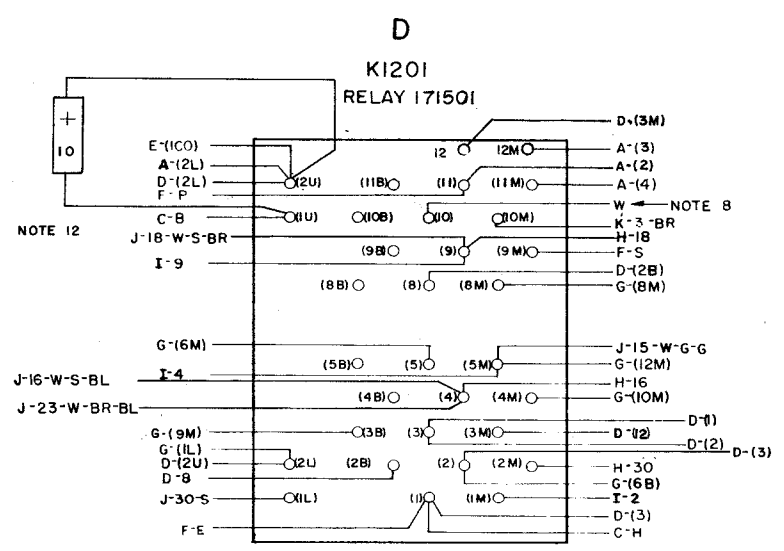 D
K1201
RELAY 171501
+
10
NOTE 12
D-(3M)
E-(1CO)
12
12M
A-(3)
A-(2L)
A-(2)
D-(2L)
(2U)
(11B)
(11)
(11M)
A-(4)
F-P
W
NOTE 8
C-B
(1U)
(10B)
(10)
(10M)
K-3-BR
J-18-W-S-BR
H-18
(9B)
(9)
(9M)
F-S
I-9
D-(2B)
(8B)
(8)
(8M)
G-(8M)
G-(6M)
J-15-W-G-G
(5B)
(5)
(5M)
G-(12M)
I-4
J-16-W-S-BL
H-16
(4B)
(4)
(4M)
G-(10M)
J-23-W-BR-BL
D-(1)
G-(9M)
(3B)
(3)
(3M)
D-(12)
D-(2)
G-(1L)
D-(3)
D-(2U)
(2L)
(2B)
(2)
(2M)
H-30
D-8
G-(6B)
J-30-S
(1L)
(1)
(1M)
I-2
D-(3)
F-E
C-H